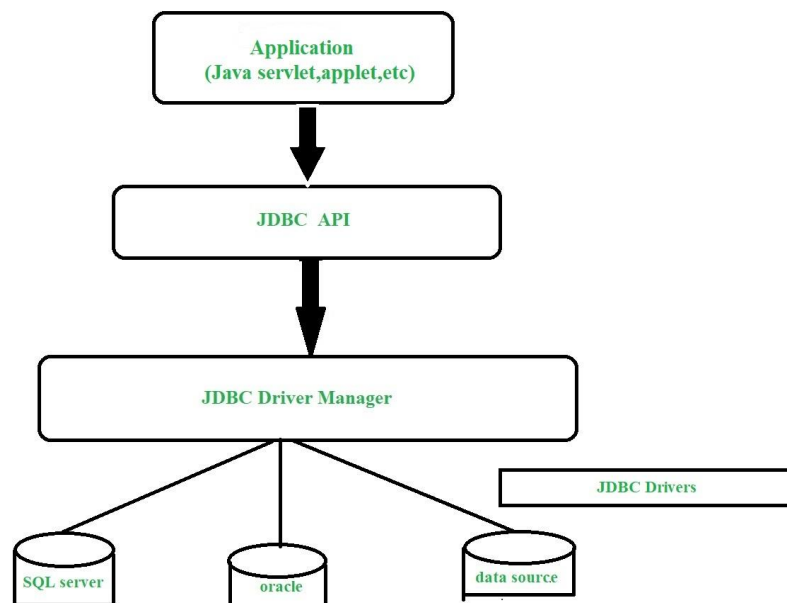 Application
(Java servlet,applet,etc)
JDBC API
JDBC Driver Manager
JDBC Drivers
SQL server
oracle
data source